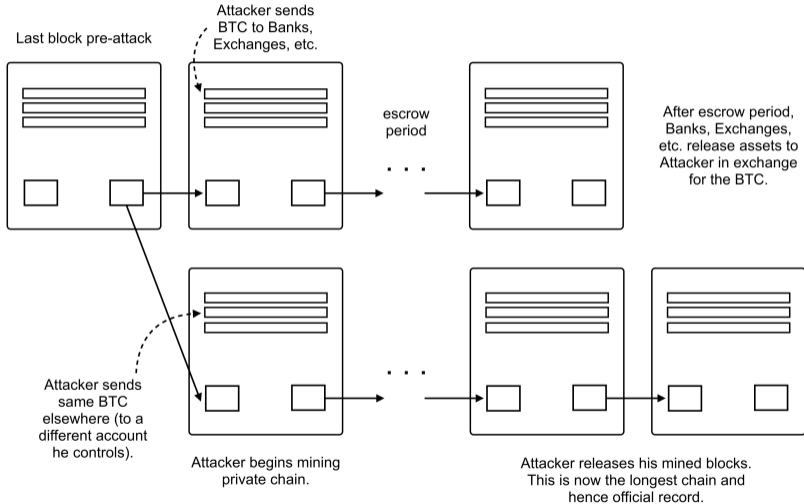 Last block pre-attack
Attacker sends
BTC to Banks,
Exchanges, etc.
escrow
period
. . .
After escrow period,
Banks, Exchanges,
etc. release assets to
Attacker in exchange
for the BTC.
Attacker sends
same BTC
elsewhere (to a
different account
he controls).
. . .
Attacker begins mining
private chain.
Attacker releases his mined blocks.
This is now the longest chain and
hence official record.